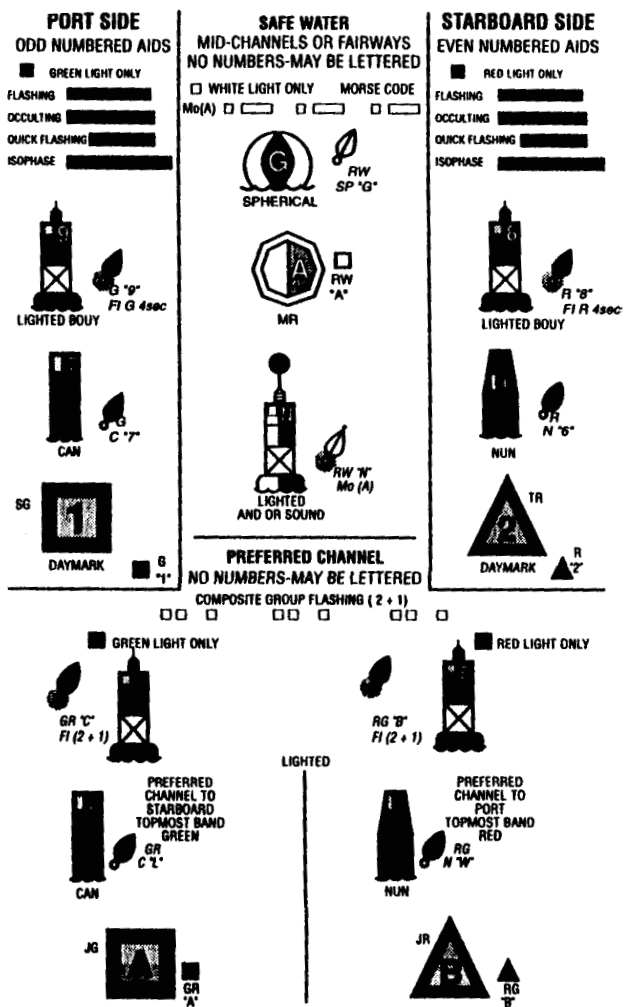 PORT SIDE
ODD NUMBERED AIDS
GREEN LIGHT ONLY
FLASHING
OCCULTING
QUICK FLASHING
ISOPHASE
9
G "9"
Fl G 4sec
LIGHTED BOUY
G
C "7"
CAN
SG
1
DAYMARK
G
"1"
SAFE WATER
MID-CHANNELS OR FAIRWAYS
NO NUMBERS-MAY BE LETTERED
WHITE LIGHT ONLY MORSE CODE
Mo(A)
G
RW
SP "G"
SPHERICAL
A
RW
"A"
MR
RW "N"
Mo (A)
LIGHTED
AND OR SOUND
STARBOARD SIDE
EVEN NUMBERED AIDS
RED LIGHT ONLY
FLASHING
OCCULTING
QUICK FLASHING
ISOPHASE
8
R "8"
Fl R 4sec
LIGHTED BOUY
R
N "6"
NUN
TR
2
DAYMARK
R
"2"
PREFERRED CHANNEL
NO NUMBERS-MAY BE LETTERED
COMPOSITE GROUP FLASHING (2 + 1)
GREEN LIGHT ONLY
GR "C"
Fl (2 + 1)
RED LIGHT ONLY
RG "B"
Fl (2 + 1)
LIGHTED
PREFERRED
CHANNEL TO
STARBOARD
TOPMOST BAND
GREEN
GR
C "L"
CAN
PREFERRED
CHANNEL TO
PORT
TOPMOST BAND
RED
RG
N "W"
NUN
JG
A
GR
"A"
JR
B
RG
"B"